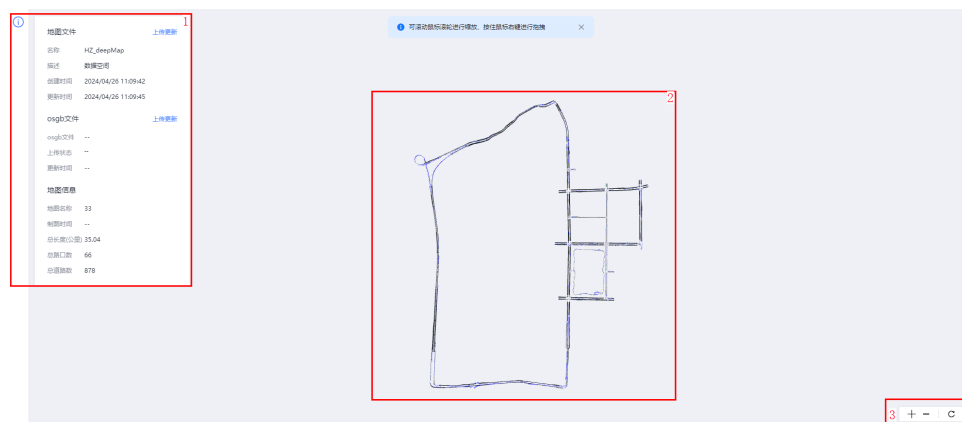 1
地图文件 上传更新
名称 HZ_deepMap
描述 数据空间
创建时间 2024/04/26 11:09:42
更新时间 2024/04/26 11:09:45
osgb文件 上传更新
osgb文件 --
上传状态 --
更新时间 --
地图信息
地图名称 33
制图时间 --
总长度(公里) 35.04
总路口数 66
总道路数 878
可滚动鼠标滚轮进行缩放、按住鼠标右键进行拖拽
2
3